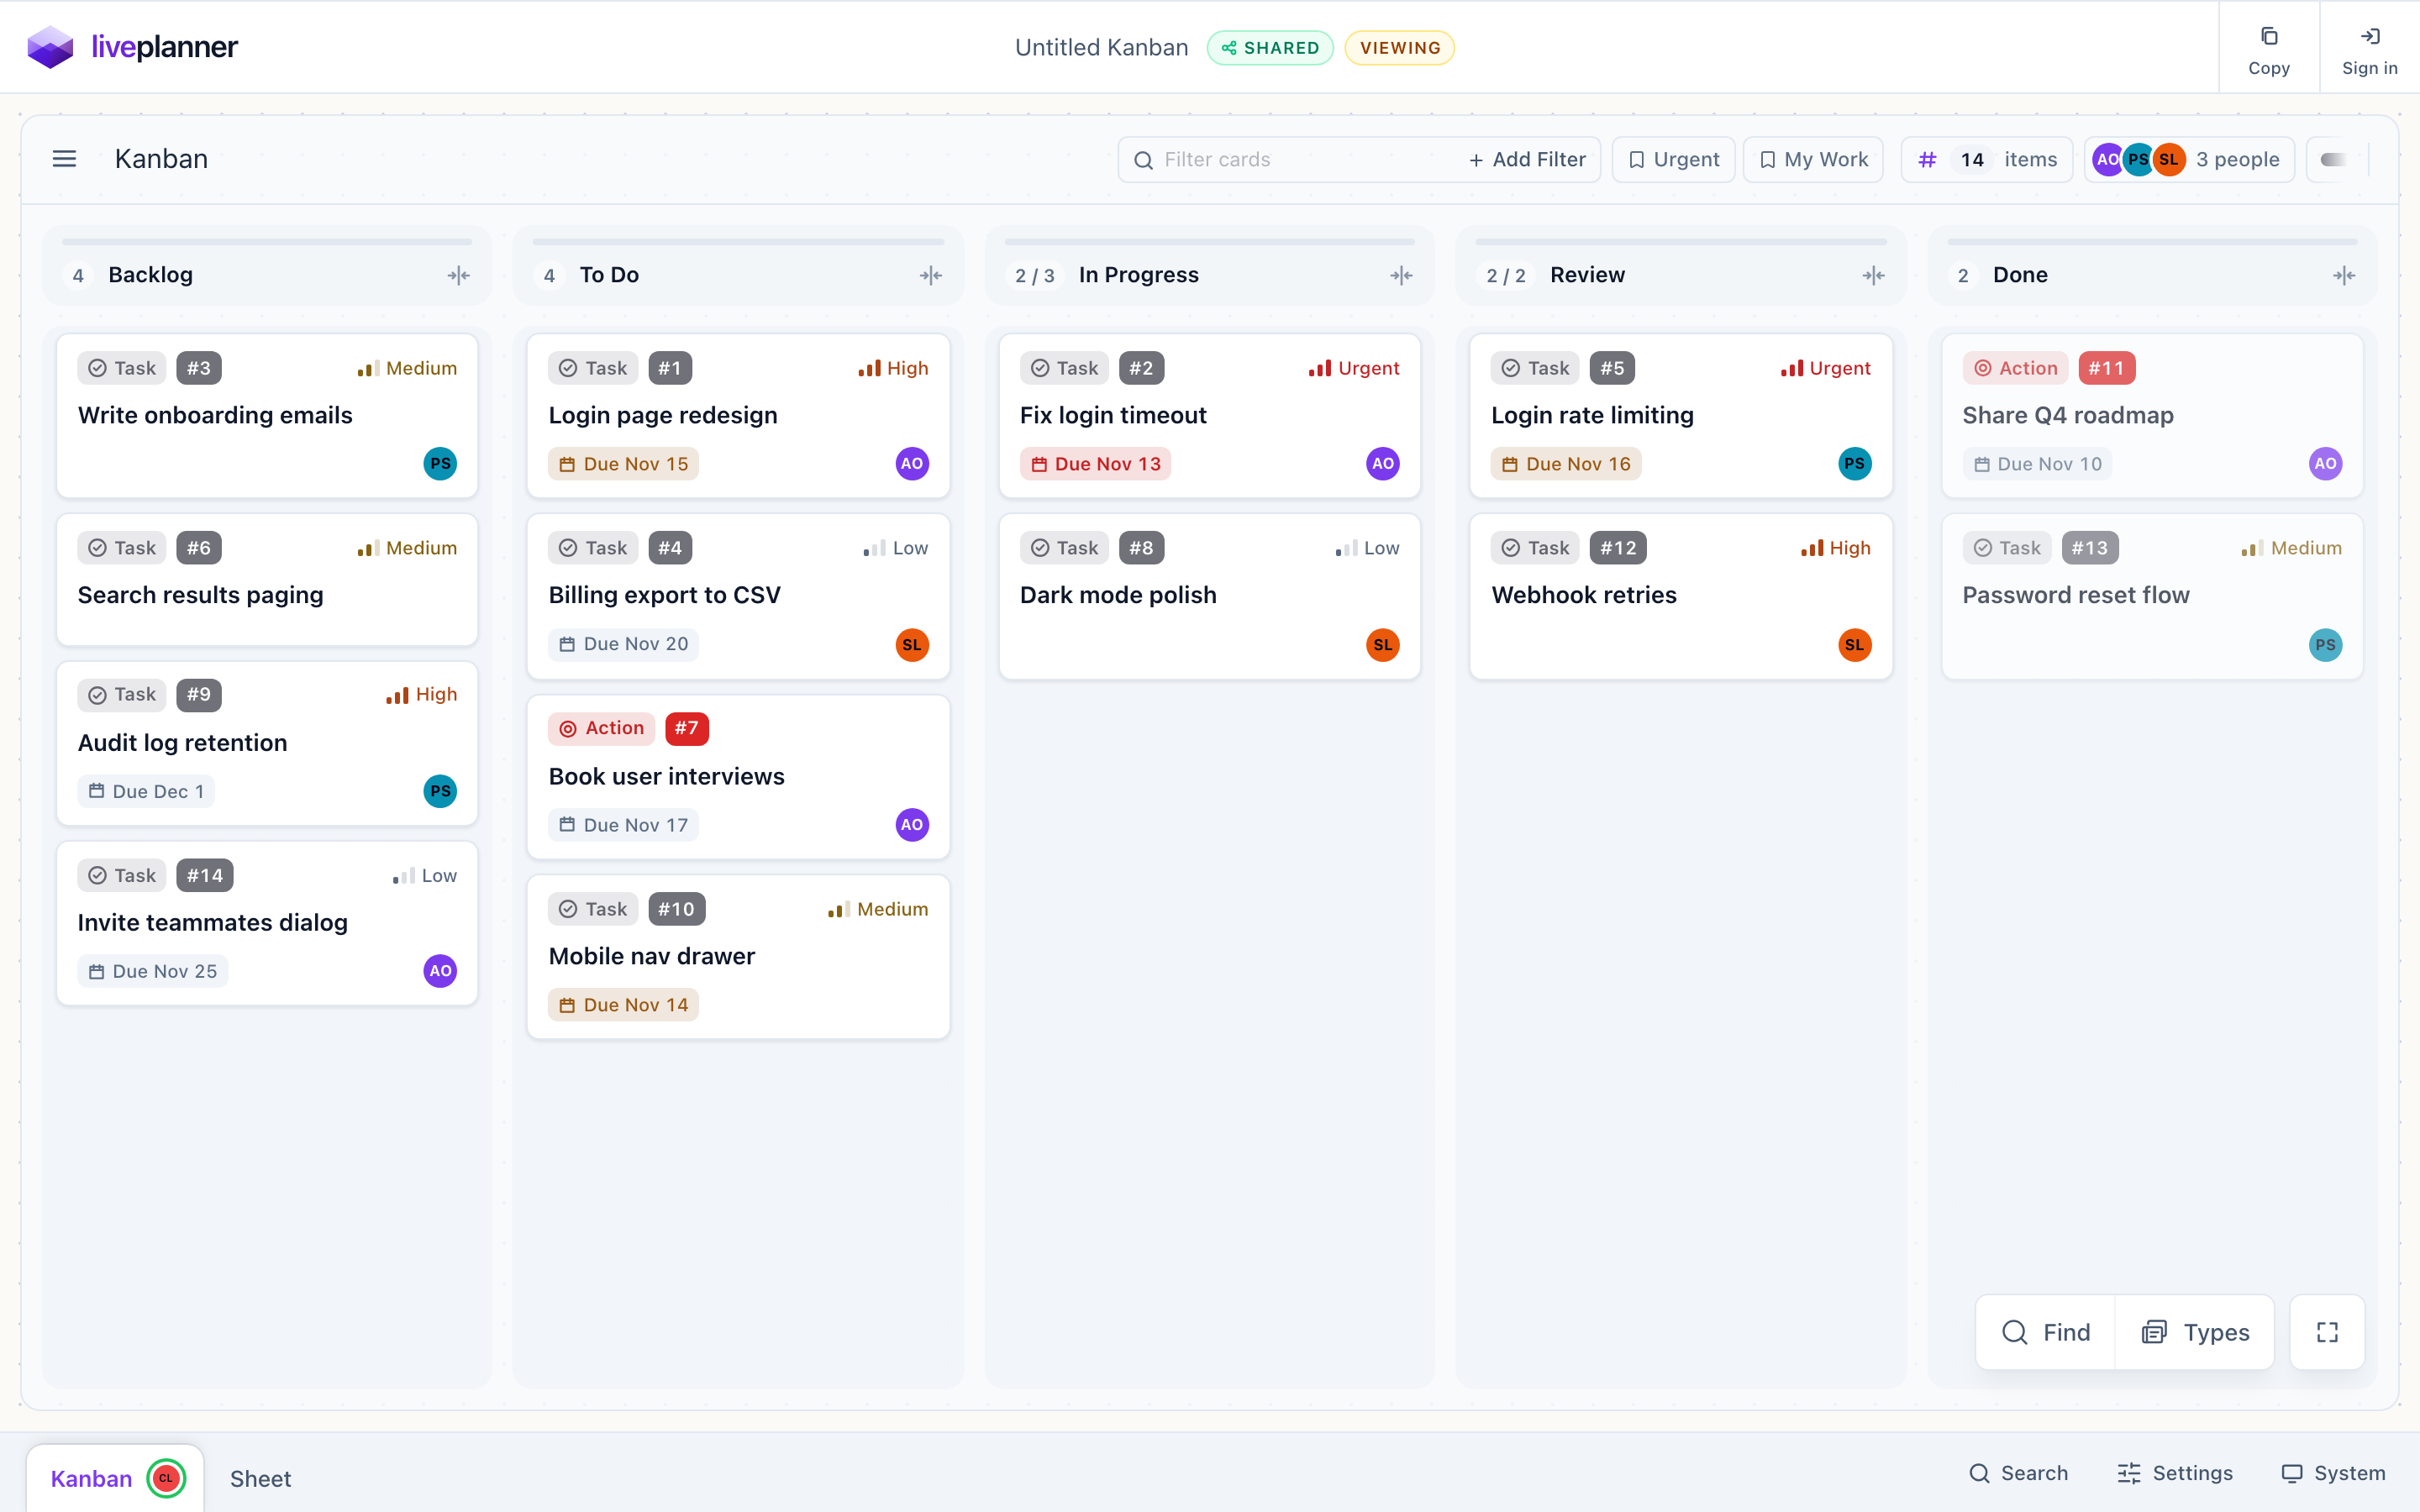 liveplanner
Untitled Kanban
SHARED
VIEWING
Copy
Sign in
Kanban
Filter cards
+ Add Filter
Urgent
My Work
# 14 items
AO PS SL 3 people
4 Backlog
Task #3 Medium
Write onboarding emails
PS
Task #6 Medium
Search results paging
Task #9 High
Audit log retention
Due Dec 1 PS
Task #14 Low
Invite teammates dialog
Due Nov 25 AO
4 To Do
Task #1 High
Login page redesign
Due Nov 15 AO
Task #4 Low
Billing export to CSV
Due Nov 20 SL
Action #7
Book user interviews
Due Nov 17 AO
Task #10 Medium
Mobile nav drawer
Due Nov 14
2 / 3 In Progress
Task #2 Urgent
Fix login timeout
Due Nov 13 AO
Task #8 Low
Dark mode polish
SL
2 / 2 Review
Task #5 Urgent
Login rate limiting
Due Nov 16 PS
Task #12 High
Webhook retries
SL
2 Done
Action #11
Share Q4 roadmap
Due Nov 10 AO
Task #13 Medium
Password reset flow
PS
Find
Types
Kanban CL
Sheet
Search
Settings
System